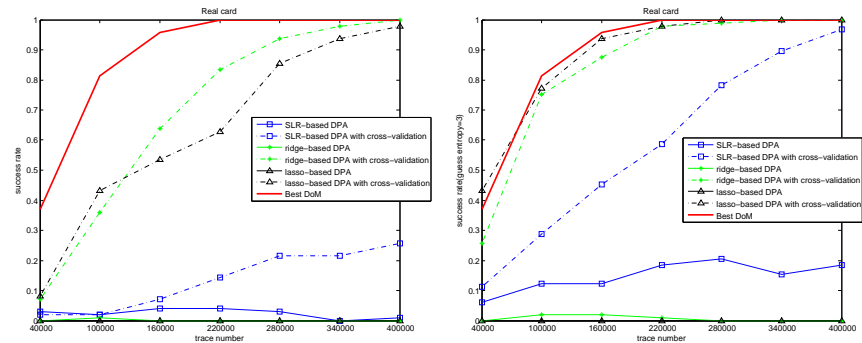 Real card
1
0.9
0.8
0.7
0.6
0.5
0.4
0.3
0.2
0.1
0
40000 100000 160000 220000 280000 340000 400000
trace number
success rate
SLR-based DPA
SLR-based DPA with cross-validation
ridge-based DPA
ridge-based DPA with cross-validation
lasso-based DPA
lasso-based DPA with cross-validation
Best DoM
Real card
1
0.9
0.8
0.7
0.6
0.5
0.4
0.3
0.2
0.1
0
40000 100000 160000 220000 280000 340000 400000
trace number
success rate(guess entropy=3)
SLR-based DPA
SLR-based DPA with cross-validation
ridge-based DPA
ridge-based DPA with cross-validation
lasso-based DPA
lasso-based DPA with cross-validation
Best DoM